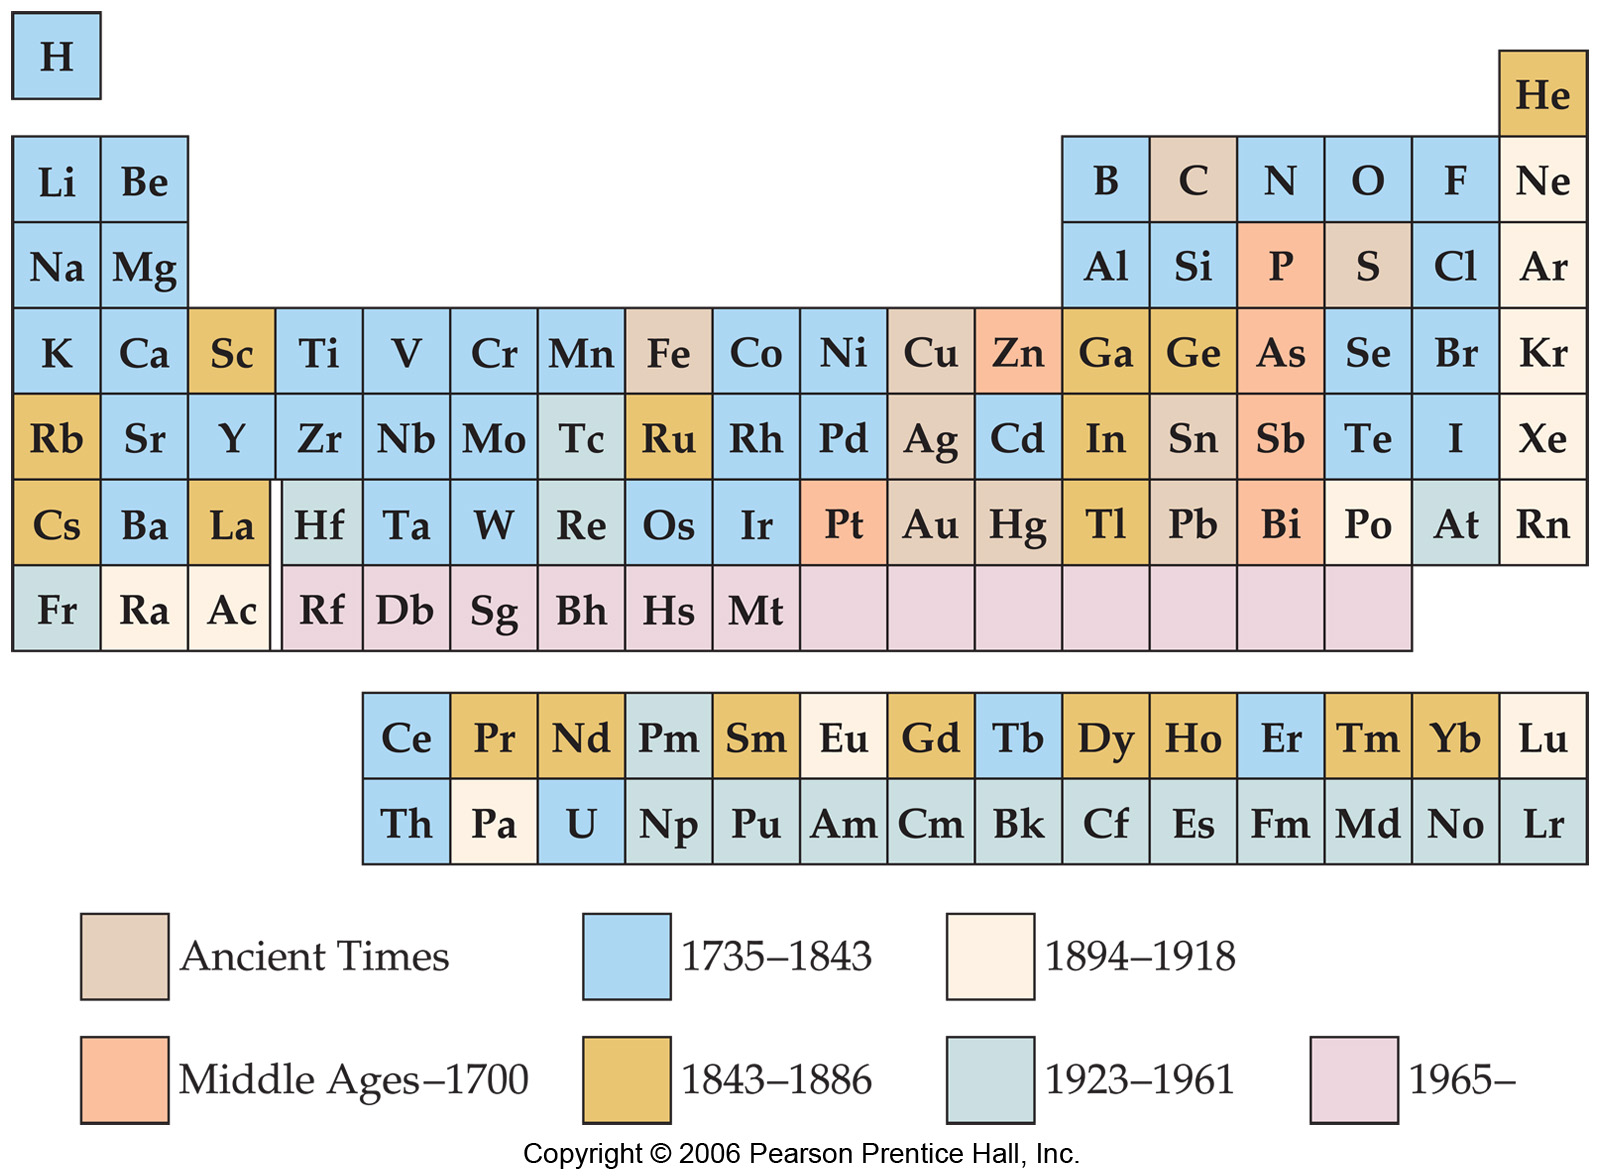 H
He
Li Be B C N O F Ne
Na Mg Al Si P S Cl Ar
K Ca Sc Ti V Cr Mn Fe Co Ni Cu Zn Ga Ge As Se Br Kr
Rb Sr Y Zr Nb Mo Tc Ru Rh Pd Ag Cd In Sn Sb Te I Xe
Cs Ba La Hf Ta W Re Os Ir Pt Au Hg Tl Pb Bi Po At Rn
Fr Ra Ac Rf Db Sg Bh Hs Mt
Ce Pr Nd Pm Sm Eu Gd Tb Dy Ho Er Tm Yb Lu
Th Pa U Np Pu Am Cm Bk Cf Es Fm Md No Lr
Ancient Times 1735–1843 1894–1918
Middle Ages–1700 1843–1886 1923–1961 1965–
Copyright © 2006 Pearson Prentice Hall, Inc.